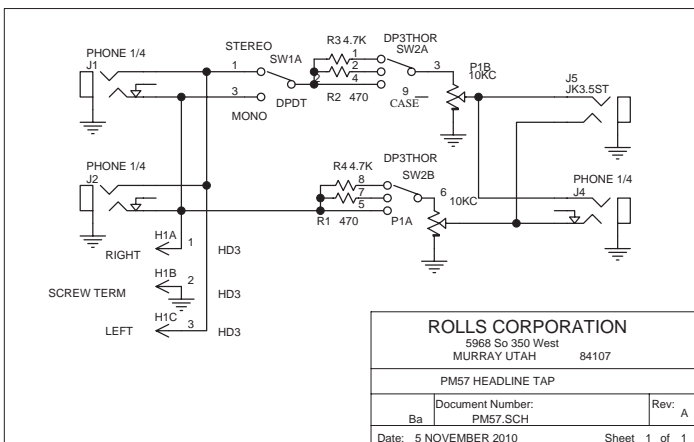 PHONE 1/4
J1
STEREO
SW1A
1
3
MONO
DPDT
2
R3 4.7K
1
2
4
R2 470
DP3THOR
SW2A
9
CASE
3
P1B
10KC
J5
JK3.5ST
PHONE 1/4
J2
R4 4.7K
8
7
5
R1 470
DP3THOR
SW2B
P1A
6
10KC
PHONE 1/4
J4
H1A
1
RIGHT
HD3
H1B
2
SCREW TERM
HD3
H1C
3
LEFT
HD3
ROLLS CORPORATION
5968 So 350 West
MURRAY UTAH 84107
PM57 HEADLINE TAP
Document Number:
Rev:
Ba
PM57.SCH
A
Date: 5 NOVEMBER 2010
Sheet 1 of 1